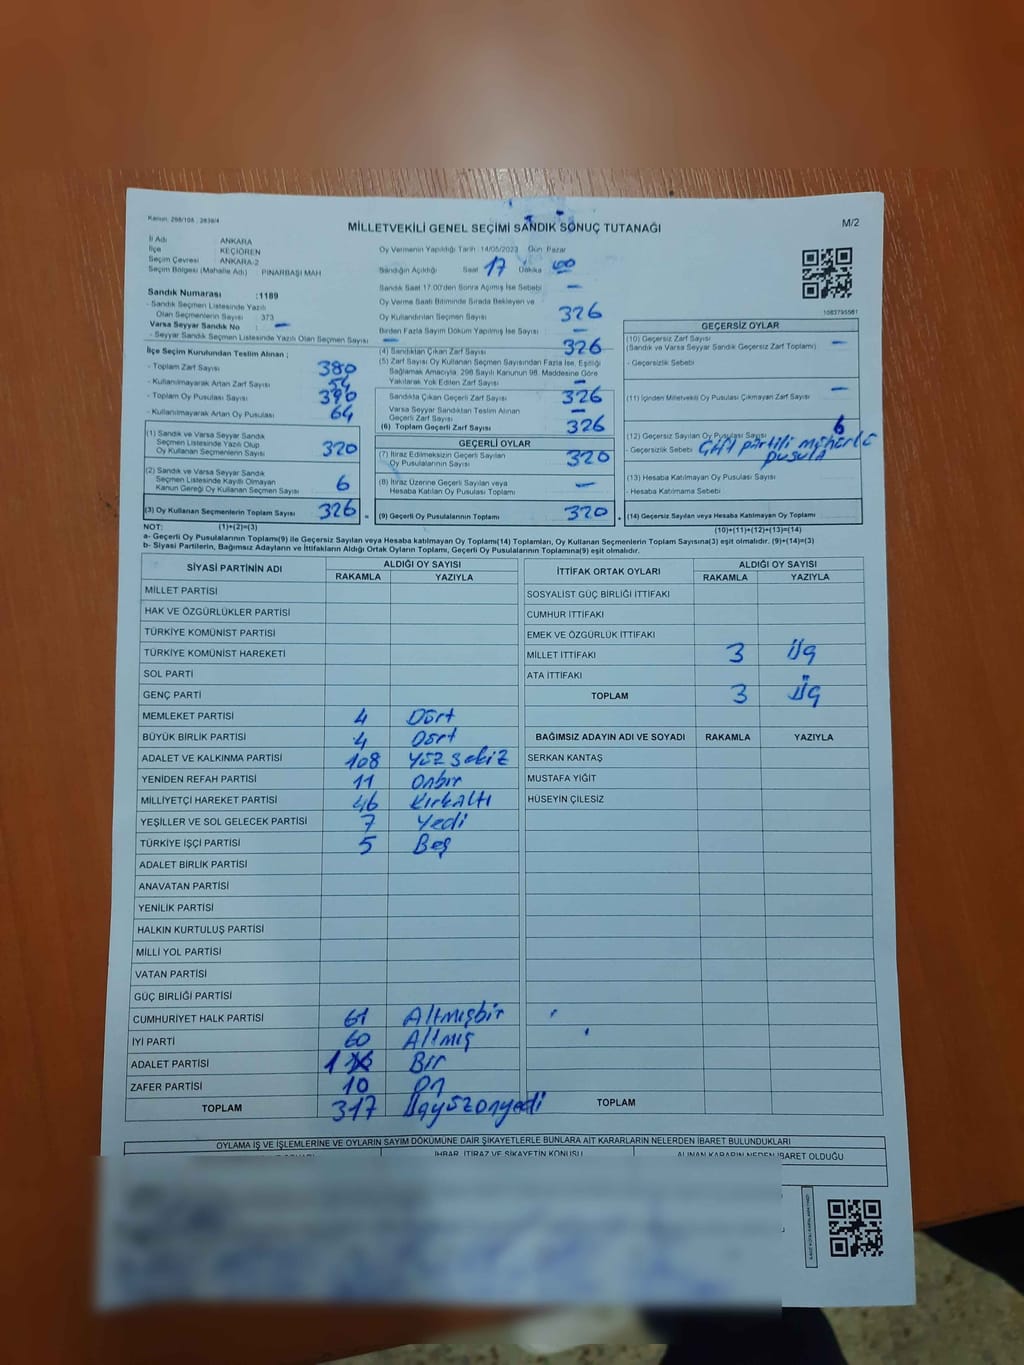 Kanun: 298/105 , 2839/4
MİLLETVEKİLİ GENEL SEÇİMİ SANDIK SONUÇ TUTANAĞI
M/2
İl Adı : ANKARA
İlçe : KEÇİÖREN
Seçim Çevresi : ANKARA-2
Seçim Bölgesi (Mahalle Adı) : PINARBAŞI MAH
Sandık Numarası :1189
- Sandık Seçmen Listesinde Yazılı
Olan Seçmenlerin Sayısı : 373
Varsa Seyyar Sandık No : —
- Seyyar Sandık Seçmen Listesinde Yazılı Olan Seçmen Sayısı : —
İlçe Seçim Kurulundan Teslim Alınan ;
- Toplam Zarf Sayısı 380
- Kullanılmayarak Artan Zarf Sayısı 54
- Toplam Oy Pusulası 390
- Kullanılmayarak Artan Oy Pusulası 64
(1) Sandık ve Varsa Seyyar Sandık
Seçmen Listesinde Yazılı Olup
Oy Kullanan Seçmen Sayısı 320
(2) Sandık ve Varsa Seyyar Sandık
Seçmen Listesinde Kaydı Olmayan
Kanun Gereği Oy Kullanan Seçmen Sayısı 6
(3) Oy Kullanan Seçmenlerin Toplam Sayısı 326 =
Oy Vermenin Yapıldığı Tarih : 14/05/2023 Gün Pazar
Sandığın Açıldığı Saat 17 Dakika 00
Sandık Saat 17.00'den Sonra Açılmış İse Sebebi —
Oy Verme Saati Bitiminde Sırada Bekleyen ve
Oy Kullandırılan Seçmen Sayısı 326
Birden Fazla Sayım Döküm Yapılmış İse Sayısı —
(4) Sandıktan Çıkan Zarf Sayısı 326
(5) Zarf Sayısı Oy Kullanan Seçmen Sayısından Fazla İse, Eşitliği
Sağlamak Amacıyla, 298 Sayılı Kanunun 98. Maddesine Göre
Yakılarak Yok Edilen Zarf Sayısı —
Sandıkta Çıkan Geçerli Zarf Sayısı 326
Varsa Seyyar Sandıktan Teslim Alınan
Geçerli Zarf Sayısı —
(6) Toplam Geçerli Zarf Sayısı 326
GEÇERLİ OYLAR
(7) İtiraz Edilmeksizin Geçerli Sayılan
Oy Pusulalarının Sayısı 320
(8) İtiraz Üzerine Geçerli Sayılan veya
Hesaba Katılan Oy Pusulası Toplamı —
(9) Geçerli Oy Pusulalarının Toplamı 320 +
GEÇERSİZ OYLAR
(10) Geçersiz Zarf Sayısı
(Sandık ve Varsa Seyyar Sandık Geçersiz Zarf Toplamı) —
- Geçersizlik Sebebi :
(11) İçinden Milletvekili Oy Pusulası Çıkmayan Zarf Sayısı —
(12) Geçersiz Sayılan Oy Pusulası Sayısı 6
- Geçersizlik Sebebi : Çift partili mühürlü
pusula
(13) Hesaba Katılmayan Oy Pusulası Sayısı
- Hesaba Katılmama Sebebi
(14) Geçersiz Sayılan veya Hesaba Katılmayan Oy Toplamı
NOT: (1)+(2)=(3) (10)+(11)+(12)+(13)=(14)
a- Geçerli Oy Pusulalarının Toplamı(9) ile Geçersiz Sayılan veya Hesaba katılmayan Oy Toplamı(14) Toplamları, Oy Kullanan Seçmenlerin Toplam Sayısına(3) eşit olmalıdır. (9)+(14)=(3)
b- Siyasi Partilerin, Bağımsız Adayların ve İttifakların Aldığı Ortak Oyların Toplamı, Geçerli Oy Pusulalarının Toplamına(9) eşit olmalıdır.
SİYASİ PARTİNİN ADI ALDIĞI OY SAYISI
RAKAMLA YAZIYLA
MİLLET PARTİSİ
HAK VE ÖZGÜRLÜKLER PARTİSİ
TÜRKİYE KOMÜNİST PARTİSİ
TÜRKİYE KOMÜNİST HAREKETİ
SOL PARTİ
GENÇ PARTİ
MEMLEKET PARTİSİ 4 Dört
BÜYÜK BİRLİK PARTİSİ 4 Dört
ADALET VE KALKINMA PARTİSİ 108 Yüz sekiz
YENİDEN REFAH PARTİSİ 11 Onbir
MİLLİYETÇİ HAREKET PARTİSİ 46 Kırkaltı
YEŞİLLER VE SOL GELECEK PARTİSİ 7 Yedi
TÜRKİYE İŞÇİ PARTİSİ 5 Beş
ADALET BİRLİK PARTİSİ
ANAVATAN PARTİSİ
YENİLİK PARTİSİ
HALKIN KURTULUŞ PARTİSİ
MİLLİ YOL PARTİSİ
VATAN PARTİSİ
GÜÇ BİRLİĞİ PARTİSİ
CUMHURİYET HALK PARTİSİ 61 Altmışbir
İYİ PARTİ 60 Altmış
ADALET PARTİSİ 1 Bir
ZAFER PARTİSİ 10 On
TOPLAM 317 Üçyüzonyedi
İTTİFAK ORTAK OYLARI ALDIĞI OY SAYISI
RAKAMLA YAZIYLA
SOSYALİST GÜÇ BİRLİĞİ İTTİFAKI
CUMHUR İTTİFAKI
EMEK VE ÖZGÜRLÜK İTTİFAKI
MİLLET İTTİFAKI 3 Üç
ATA İTTİFAKI
TOPLAM 3 Üç
BAĞIMSIZ ADAYIN ADI VE SOYADI RAKAMLA YAZIYLA
SERKAN KANTAŞ
MUSTAFA YİĞİT
HÜSEYİN ÇİLESİZ
TOPLAM
OYLAMA İŞ VE İŞLEMLERİNE VE OYLARIN SAYIM DÖKÜMÜNE DAİR ŞİKAYETLERLE BUNLARA AİT KARARLARIN NELERDEN İBARET BULUNDUKLARI
İHBAR, İTİRAZ VE ŞİKAYETİN KONUSU ALINAN KARARIN NEDEN İBARET OLDUĞU